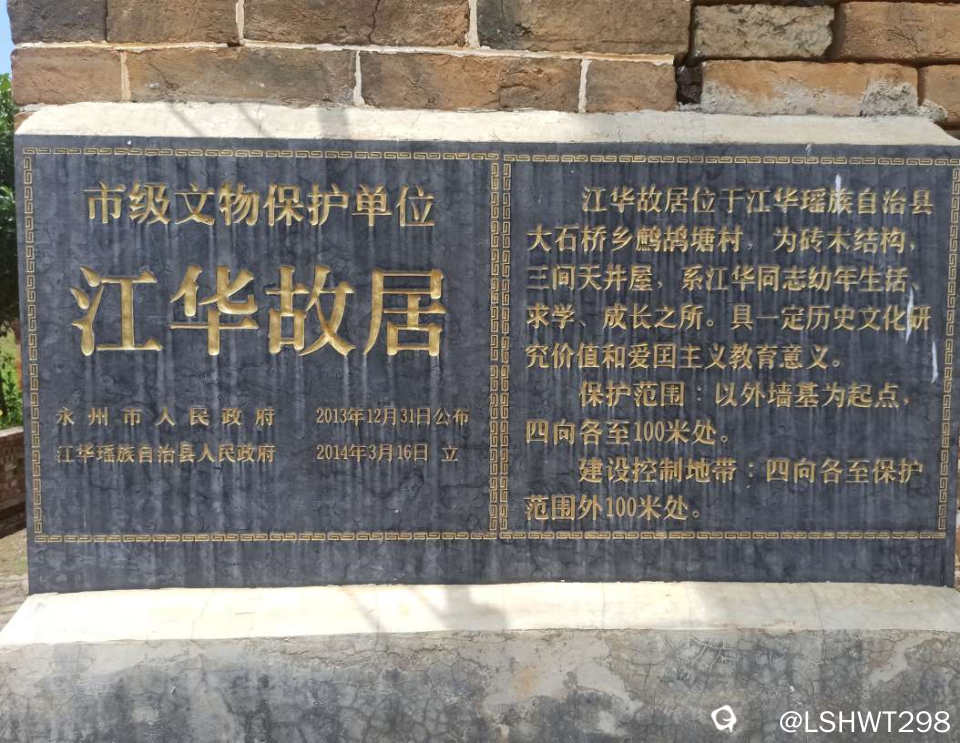 市级文物保护单位
江华故居
永州市人民政府 2013年12月31日公布
江华瑶族自治县人民政府 2014年3月16日 立
江华故居位于江华瑶族自治县
大石桥乡鹧鸪塘村，为砖木结构，
三间天井屋，系江华同志幼年生活、
求学、成长之所。具一定历史文化研
究价值和爱国主义教育意义。
保护范围：以外墙基为起点，
四向各至100米处。
建设控制地带：四向各至保护
范围外100米处。
@LSHWT298